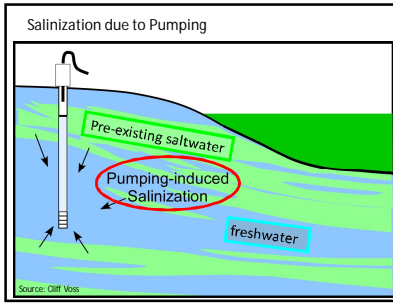 Salinization due to Pumping
Pre-existing saltwater
Pumping-induced
Salinization
freshwater
Source: Cliff Voss